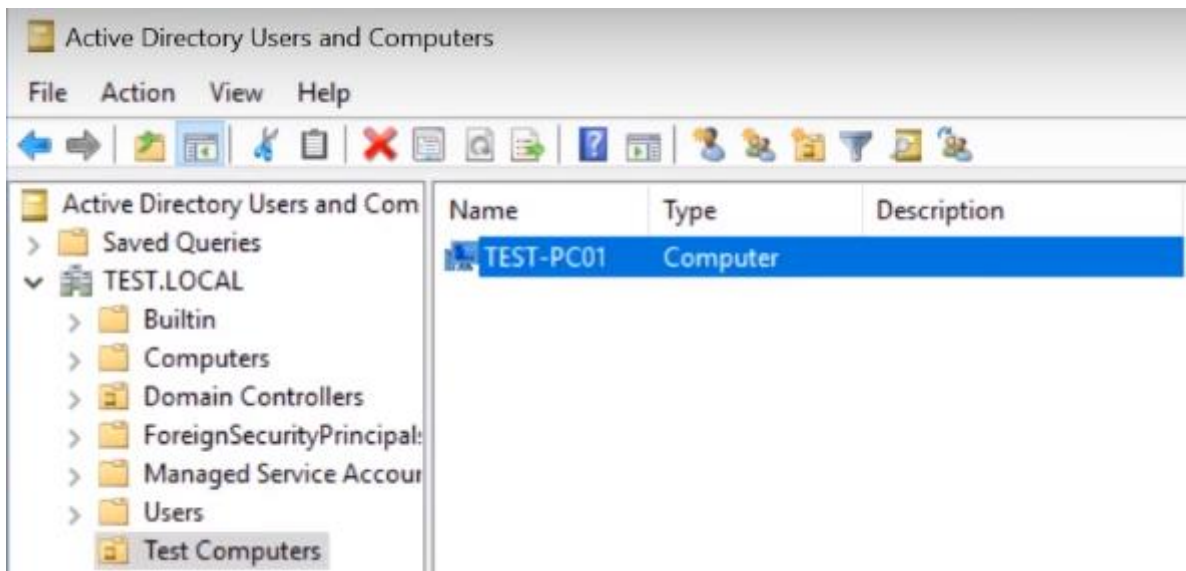 Active Directory Users and Computers
File Action View Help
Active Directory Users and Com
Name Type Description
Saved Queries
TEST-PC01 Computer
TEST.LOCAL
Builtin
Computers
Domain Controllers
ForeignSecurityPrincipals
Managed Service Accour
Users
Test Computers